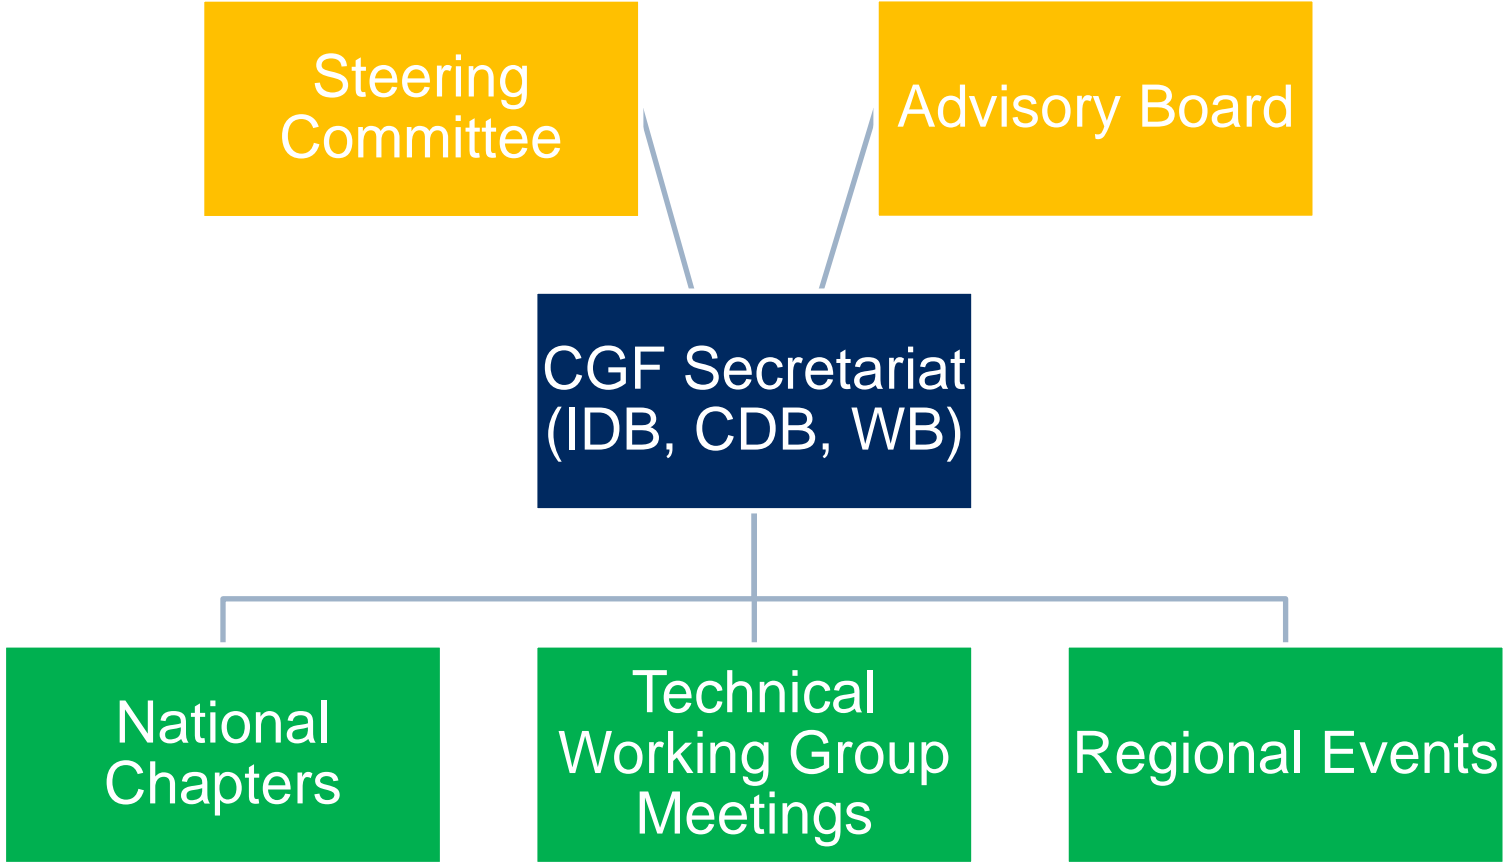 Steering
Committee
Advisory Board
CGF Secretariat
(IDB, CDB, WB)
National
Chapters
Technical
Working Group
Meetings
Regional Events